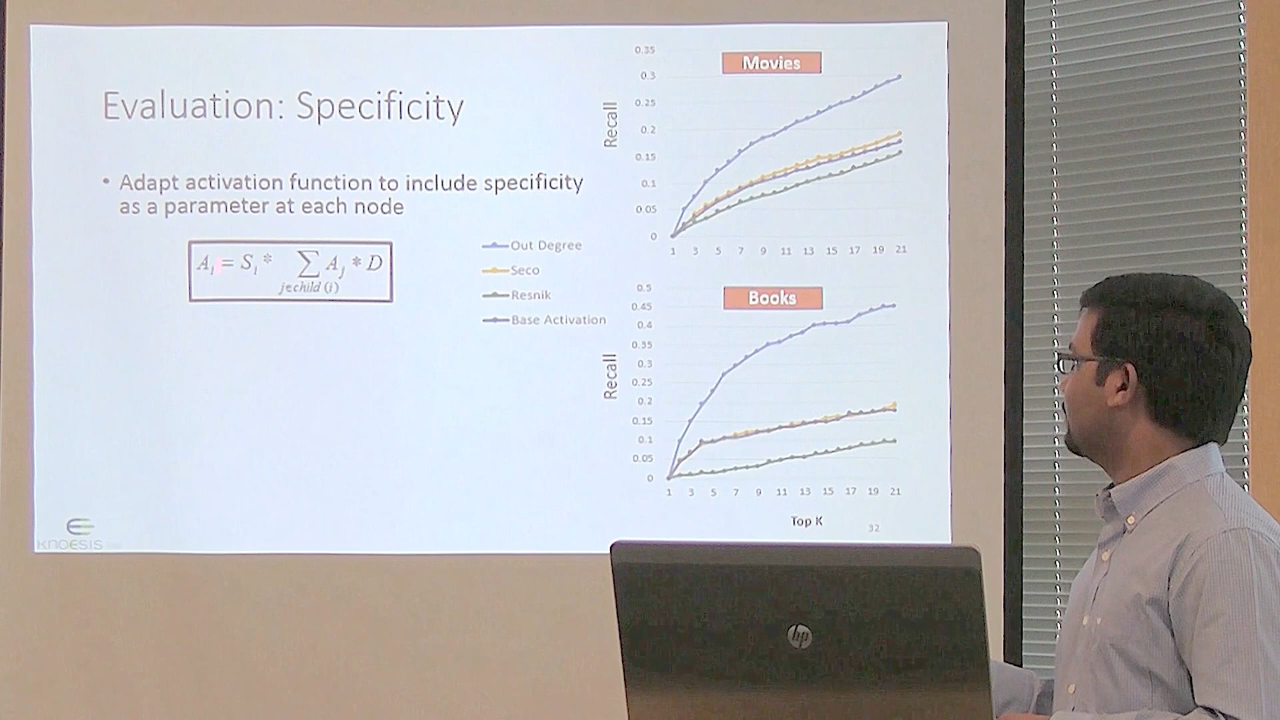 Evaluation: Specificity
• Adapt activation function to include specificity
as a parameter at each node
A_i = S_i * ∑ A_j * D
jεchild (i)
Out Degree
Seco
Resnik
Base Activation
Movies
Recall
0.35
0.3
0.25
0.2
0.15
0.1
0.05
0
1 3 5 7 9 11 13 15 17 19 21
Books
Recall
0.5
0.45
0.4
0.35
0.3
0.25
0.2
0.15
0.1
0.05
0
1 3 5 7 9 11 13 15 17 19 21
Top K
32
KNOESIS
hp